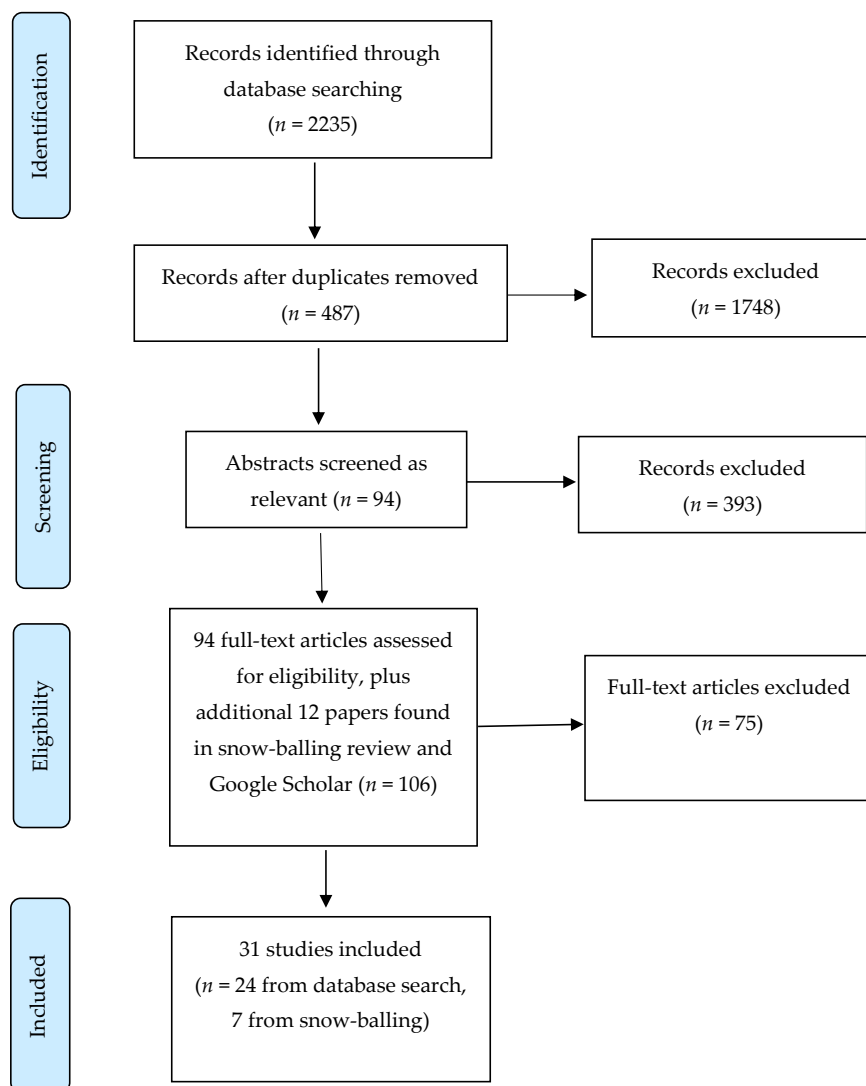 Identification
Records identified through
database searching
(n = 2235)
Records after duplicates removed
(n = 487)
Records excluded
(n = 1748)
Screening
Abstracts screened as
relevant (n = 94)
Records excluded
(n = 393)
Eligibility
94 full-text articles assessed
for eligibility, plus
additional 12 papers found
in snow-balling review and
Google Scholar (n = 106)
Full-text articles excluded
(n = 75)
Included
31 studies included
(n = 24 from database search,
7 from snow-balling)